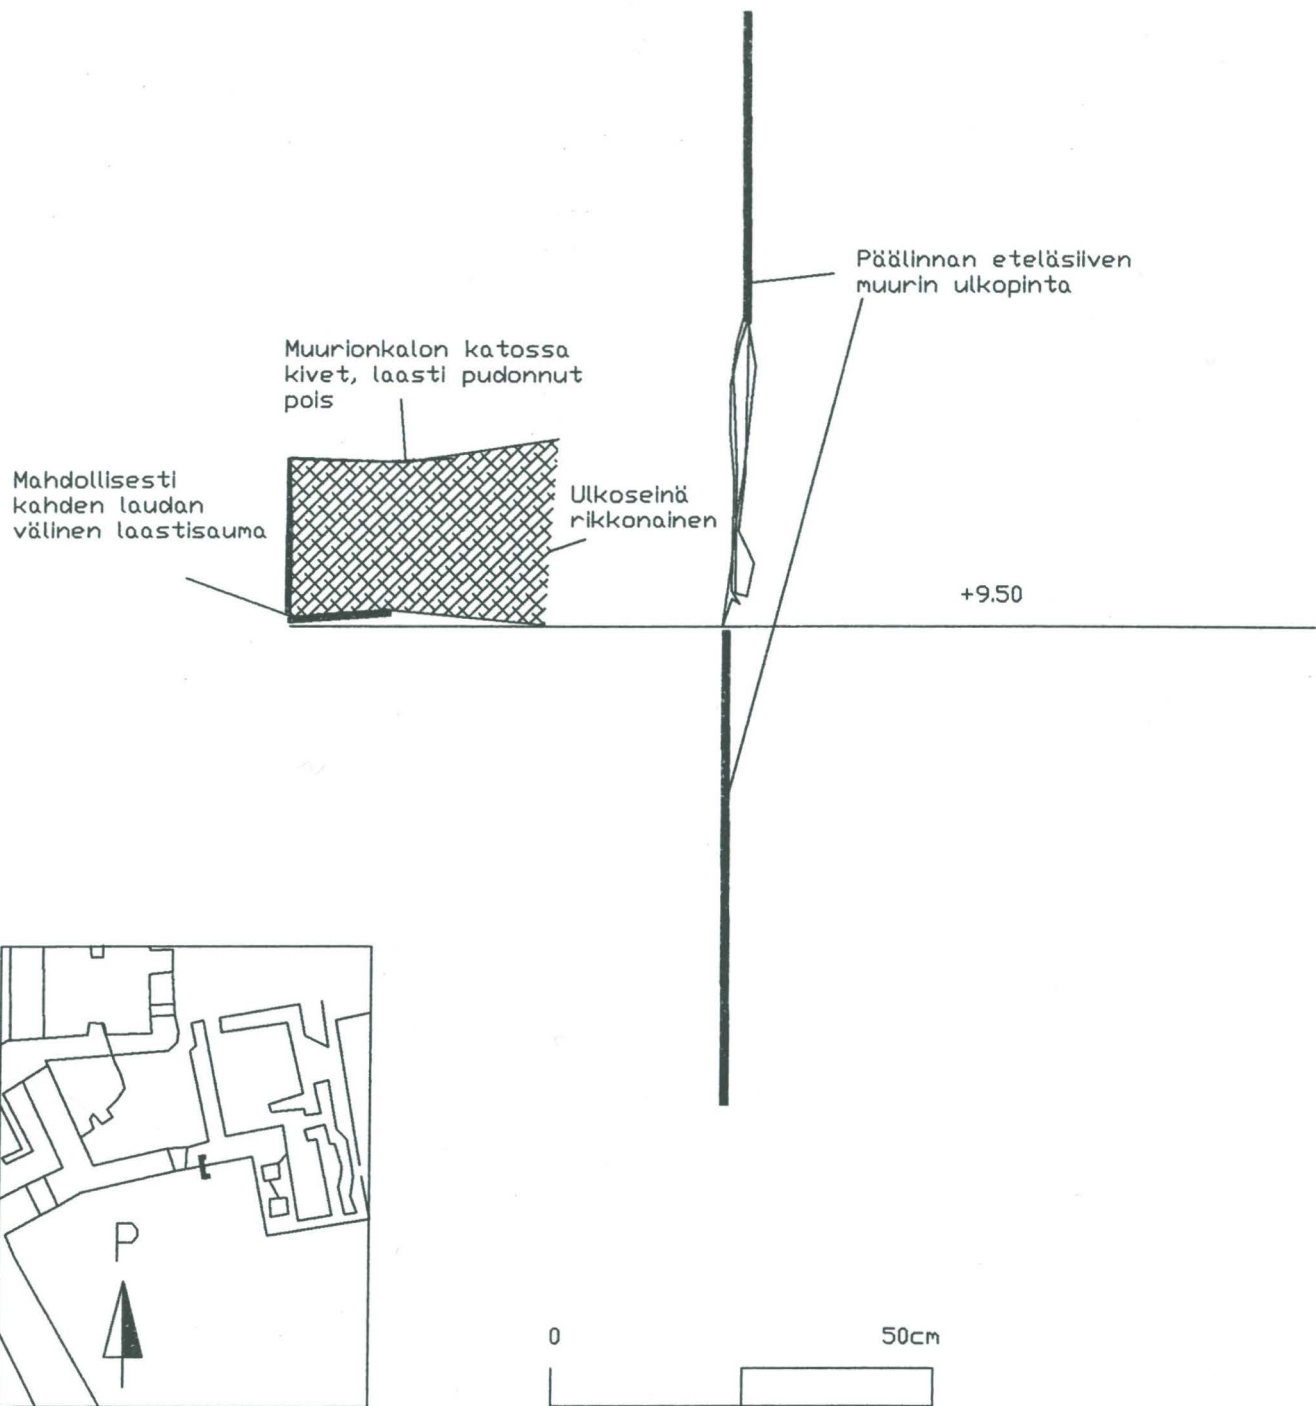 Päälinnan eteläsiiven
muurin ulkopinta
Muurionkalon katossa
kivet, laasti pudonnut
pois
Mahdollisesti
kahden laudan
välinen laastisauma
Ulkoseinä
rikkonainen
+9.50
P
0 50cm